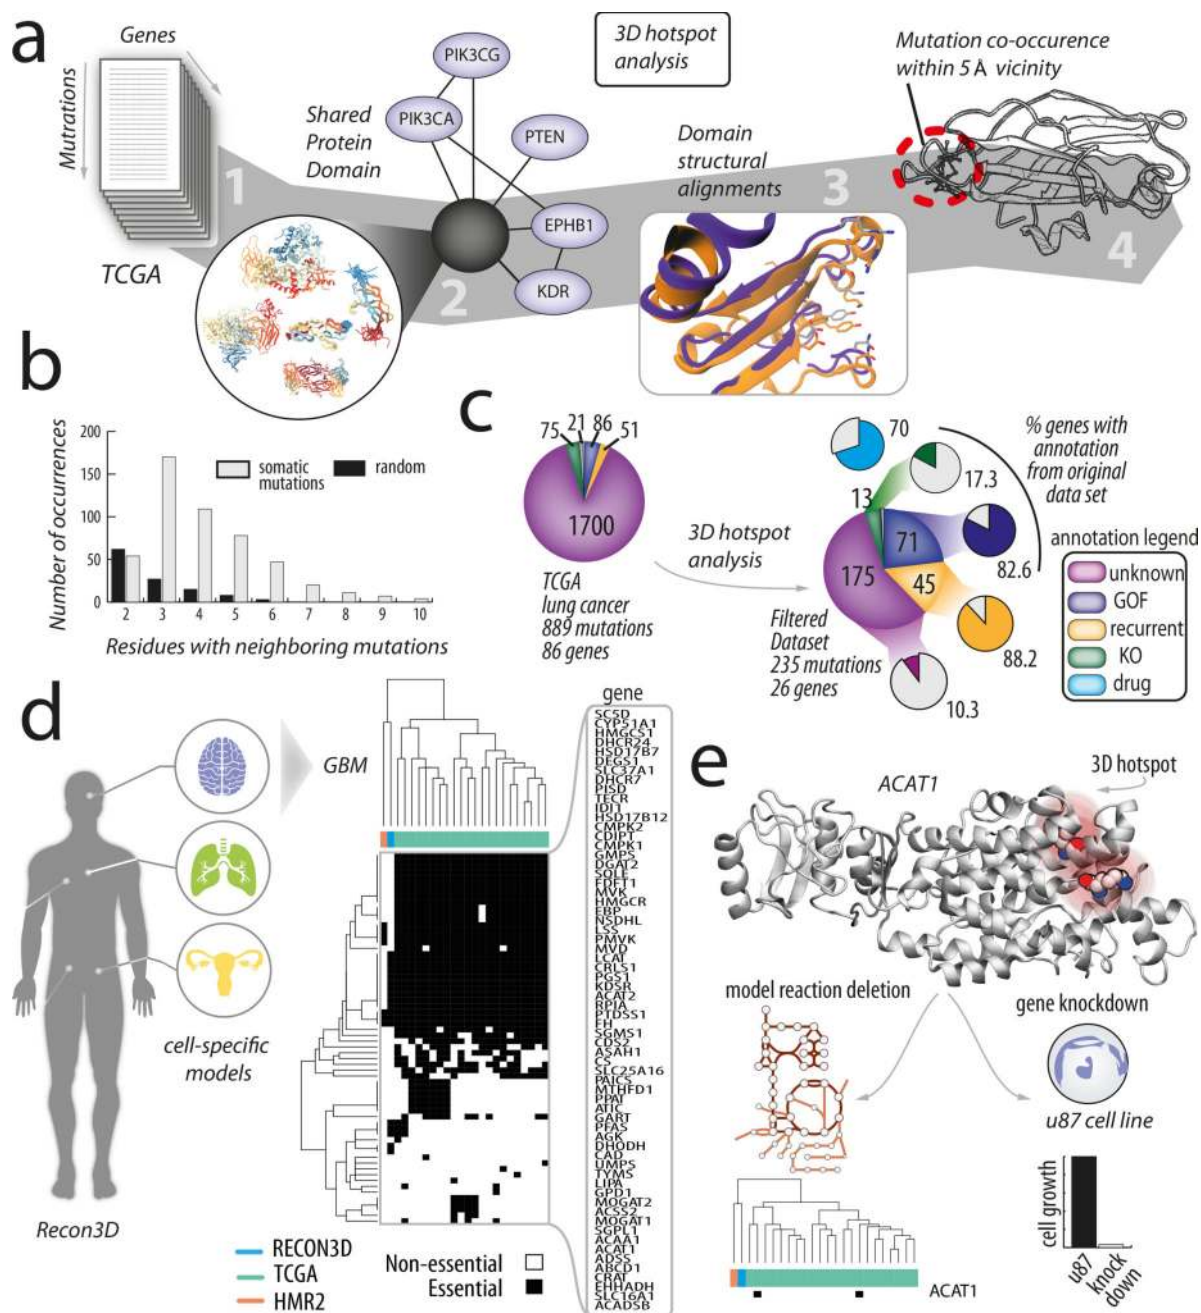 a
Genes
Mutrations
TCGA
1
Shared
Protein
Domain
PIK3CG
PIK3CA
PTEN
EPHB1
KDR
2
3D hotspot
analysis
Domain
structural
alignments
3
Mutation co-occurence
within 5 Å vicinity
4
b
Number of occurrences
200
150
100
50
0
somatic
mutations
random
2 3 4 5 6 7 8 9 10
Residues with neighboring mutations
c
75 21 86 51
1700
TCGA
lung cancer
889 mutations
86 genes
3D hotspot
analysis
70
13
17.3
71
82.6
175
45
88.2
10.3
Filtered
Dataset
235 mutations
26 genes
% genes with
annotation
from original
data set
annotation legend
unknown
GOF
recurrent
KO
drug
d
GBM
cell-specific
models
Recon3D
RECON3D
TCGA
HMR2
Non-essential
Essential
gene
SC5D
CYP51A1
HMGCS1
DHCR24
HSD17B7
DEGS1
SLC37A1
DHCR7
PISD
TECR
IDI1
HSD17B12
CMPK2
CDIPT
CMPK1
GMPS
DGAT2
SQLE
FDFT1
MVK
HMGCR
EBP
NSDHL
LSS
PMVK
MVD
LCAT
CRLS1
PGS1
KDSR
ACAT2
RPIA
PTDSS1
FH
SGMS1
CDS2
ASAH1
CS
SLC25A16
PAICS
MTHFD1
PPAT
ATIC
GART
PFAS
AGK
DHODH
CAD
UMPS
TYMS
LIPA
GPD1
MOGAT2
ACSS2
MOGAT1
SGPL1
ACAA1
ACAT1
ADSS
ABCD1
CRAT
EHHADH
SLC16A1
ACADSB
e
ACAT1
3D hotspot
model reaction deletion
gene knockdown
u87 cell line
ACAT1
cell growth
u87
knock
down